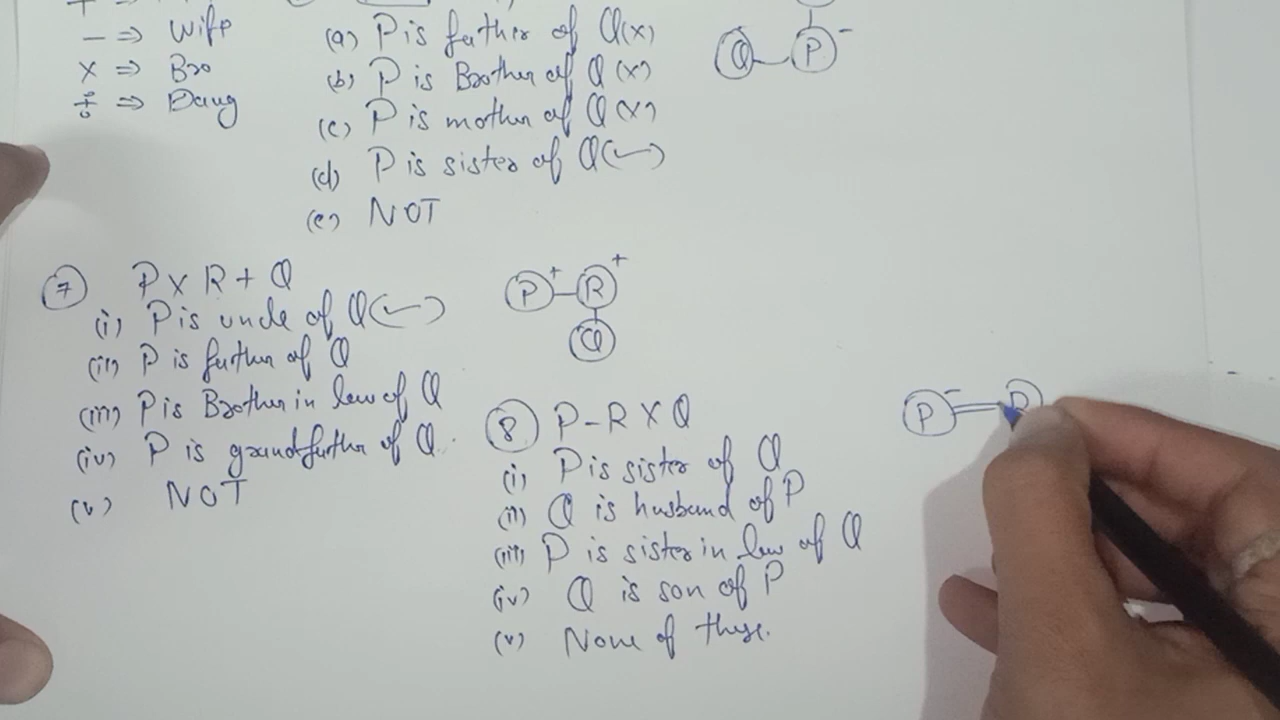 − ⇒ Wife
× ⇒ Bro
÷ ⇒ Daug
(a) P is father of Q(x)
(b) P is Brother of Q(x)
(c) P is mother of Q(x)
(d) P is sister of Q(✓)
(e) NOT
Q P −
(7) P × R + Q
(i) P is uncle of Q(✓)
(ii) P is father of Q
(iii) P is Brother in law of Q
(iv) P is grandfather of Q.
(v) NOT
P + R +
Q
(8) P − R × Q
(i) P is sister of Q
(ii) Q is husband of P
(iii) P is sister in law of Q
(iv) Q is son of P
(v) None of these.
P − R